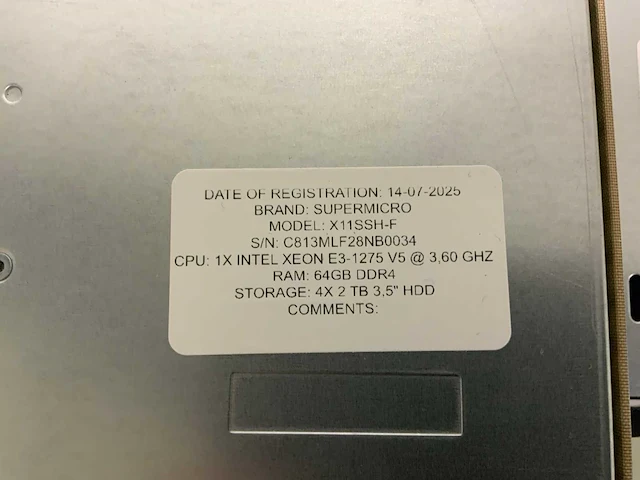 DATE OF REGISTRATION: 14-07-2025
BRAND: SUPERMICRO
MODEL: X11SSH-F
S/N: C813MLF28NB0034
CPU: 1X INTEL XEON E3-1275 V5 @ 3,60 GHZ
RAM: 64GB DDR4
STORAGE: 4X 2 TB 3,5" HDD
COMMENTS: